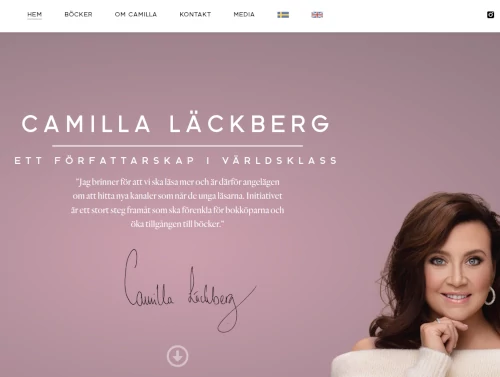 HEM BÖCKER OM CAMILLA KONTAKT MEDIA
CAMILLA LÄCKBERG
ETT FÖRFATTARSKAP I VÄRLDSKLASS
"Jag brinner för att vi ska läsa mer och är därför angelägen
om att hitta nya kanaler som når de unga läsarna. Initiativet
är ett stort steg framåt som ska förenkla för bokköparna och
öka tillgången till böcker."
Camilla Läckberg